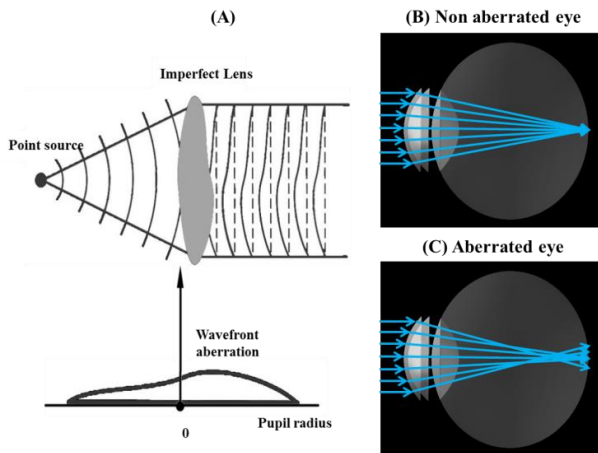 (A)
Imperfect Lens
Point source
Wavefront
aberration
Pupil radius
0
(B) Non aberrated eye
(C) Aberrated eye